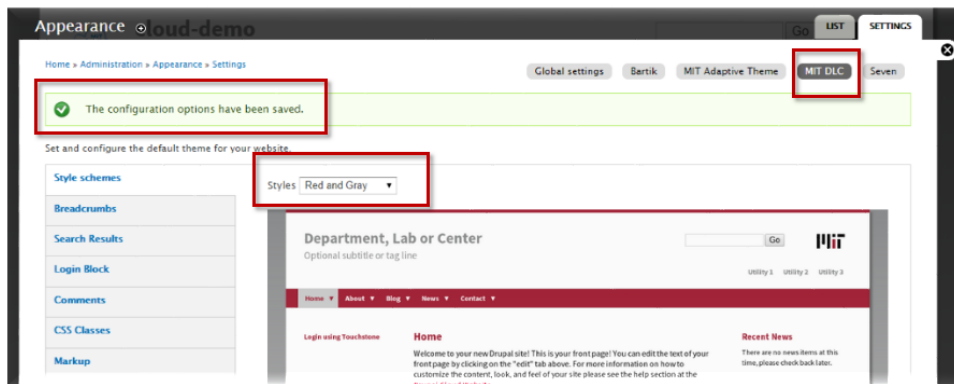 Appearance cloud-demo Go LIST SETTINGS
Home » Administration » Appearance » Settings
Global settings Bartik MIT Adaptive Theme MIT DLC Seven
The configuration options have been saved.
Set and configure the default theme for your website.
Style schemes
Styles Red and Gray
Breadcrumbs
Search Results
Login Block
Comments
CSS Classes
Markup
Department, Lab or Center
Optional subtitle or tag line
Go MIT
Utility 1 Utility 2 Utility 3
Home ▼ About ▼ Blog ▼ News ▼ Contact ▼
Login using Touchstone
Home
Welcome to your new Drupal site! This is your front page! You can edit the text of your
front page by clicking on the "edit" tab above. For more information on how to
customize the content, look, and feel of your site please see the help section at the
Recent News
There are no news items at this
time, please check back later.